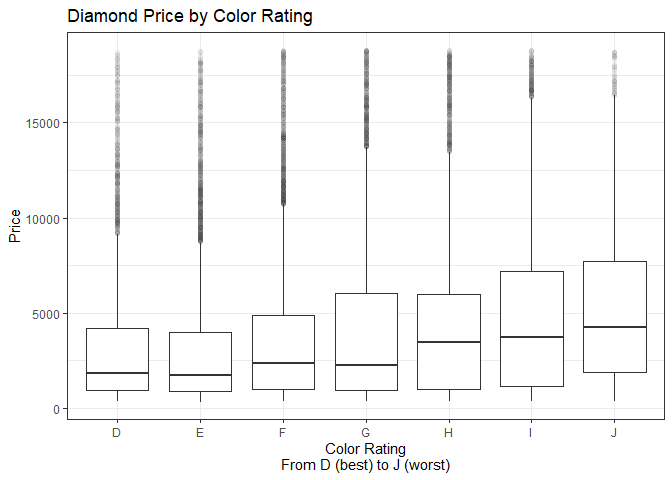 Diamond Price by Color Rating
Price
15000
10000
5000
0
D E F G H I J
Color Rating
From D (best) to J (worst)